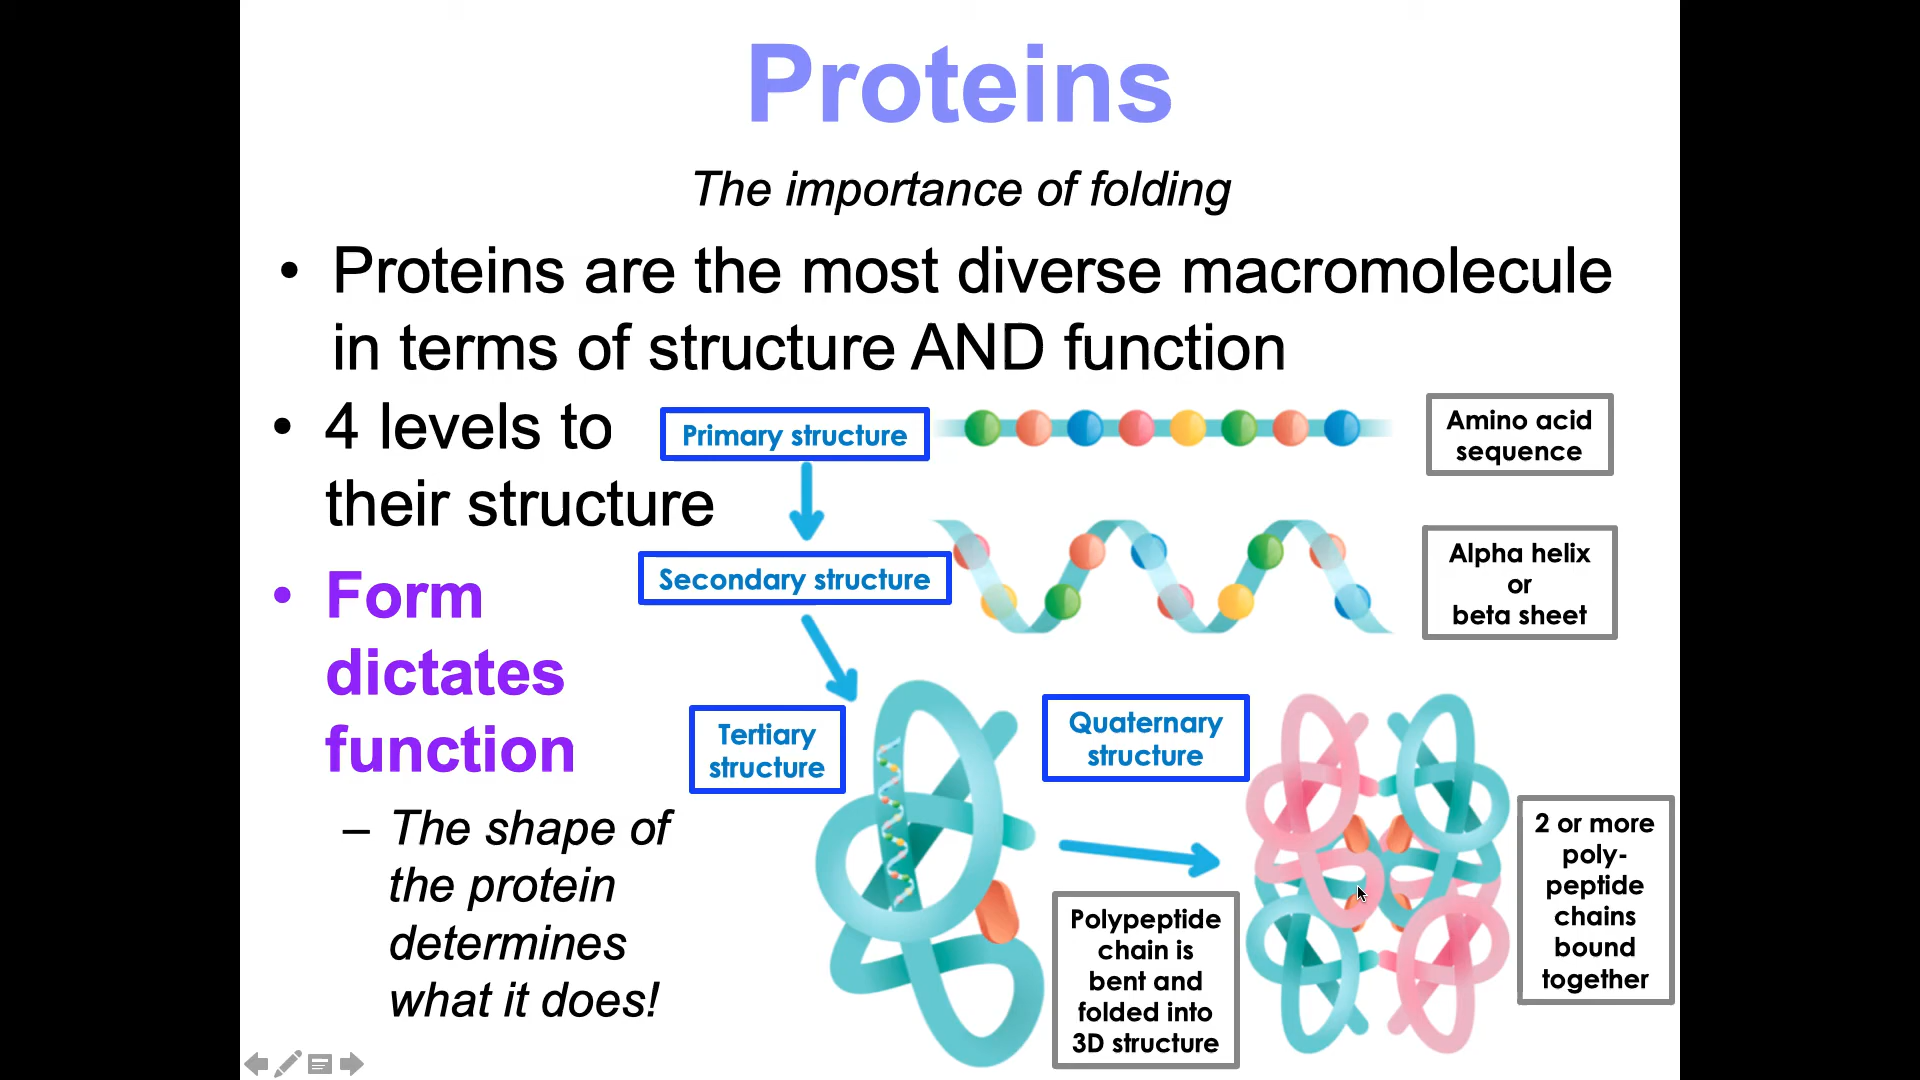 Proteins
The importance of folding
• Proteins are the most diverse macromolecule
in terms of structure AND function
• 4 levels to
their structure
• Form
dictates
function
– The shape of
the protein
determines
what it does!
Primary structure
Amino acid
sequence
Secondary structure
Alpha helix
or
beta sheet
Tertiary
structure
Polypeptide
chain is
bent and
folded into
3D structure
Quaternary
structure
2 or more
poly-
peptide
chains
bound
together